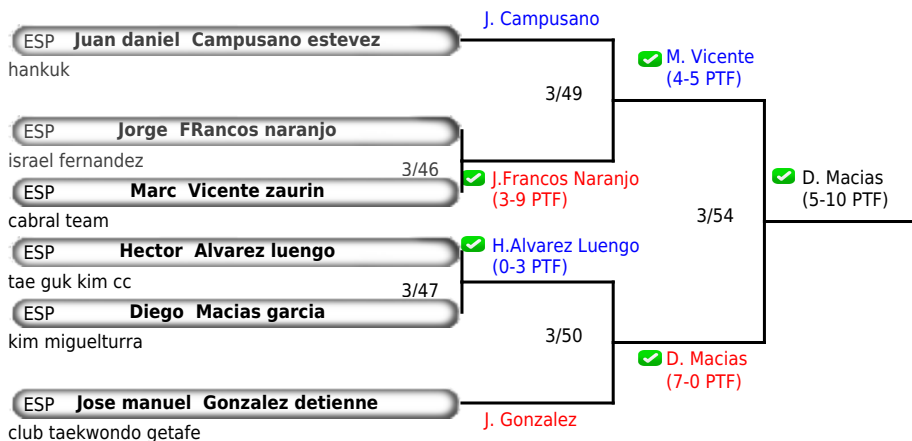 J. Campusano
ESP Juan daniel Campusano estevez
hankuk
M. Vicente
(4-5 PTF)
3/49
ESP Jorge FRancos naranjo
israel fernandez
3/46
J.Francos Naranjo
(3-9 PTF)
ESP Marc Vicente zaurin
cabral team
D. Macias
(5-10 PTF)
3/54
ESP Hector Alvarez luengo
H.Alvarez Luengo
(0-3 PTF)
tae guk kim cc
3/47
ESP Diego Macias garcia
kim miguelturra
3/50
D. Macias
(7-0 PTF)
ESP Jose manuel Gonzalez detienne
J. Gonzalez
club taekwondo getafe